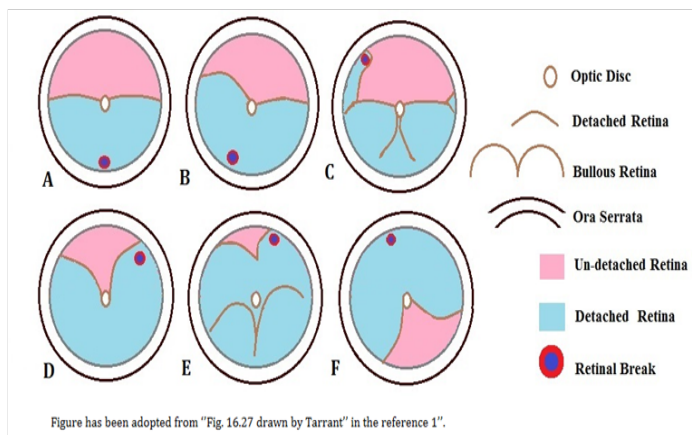 A
B
C
D
E
F
Optic Disc
Detached Retina
Bullous Retina
Ora Serrata
Un-detached Retina
Detached Retina
Retinal Break
Figure has been adopted from "Fig. 16.27 drawn by Tarrant" in the reference 1".